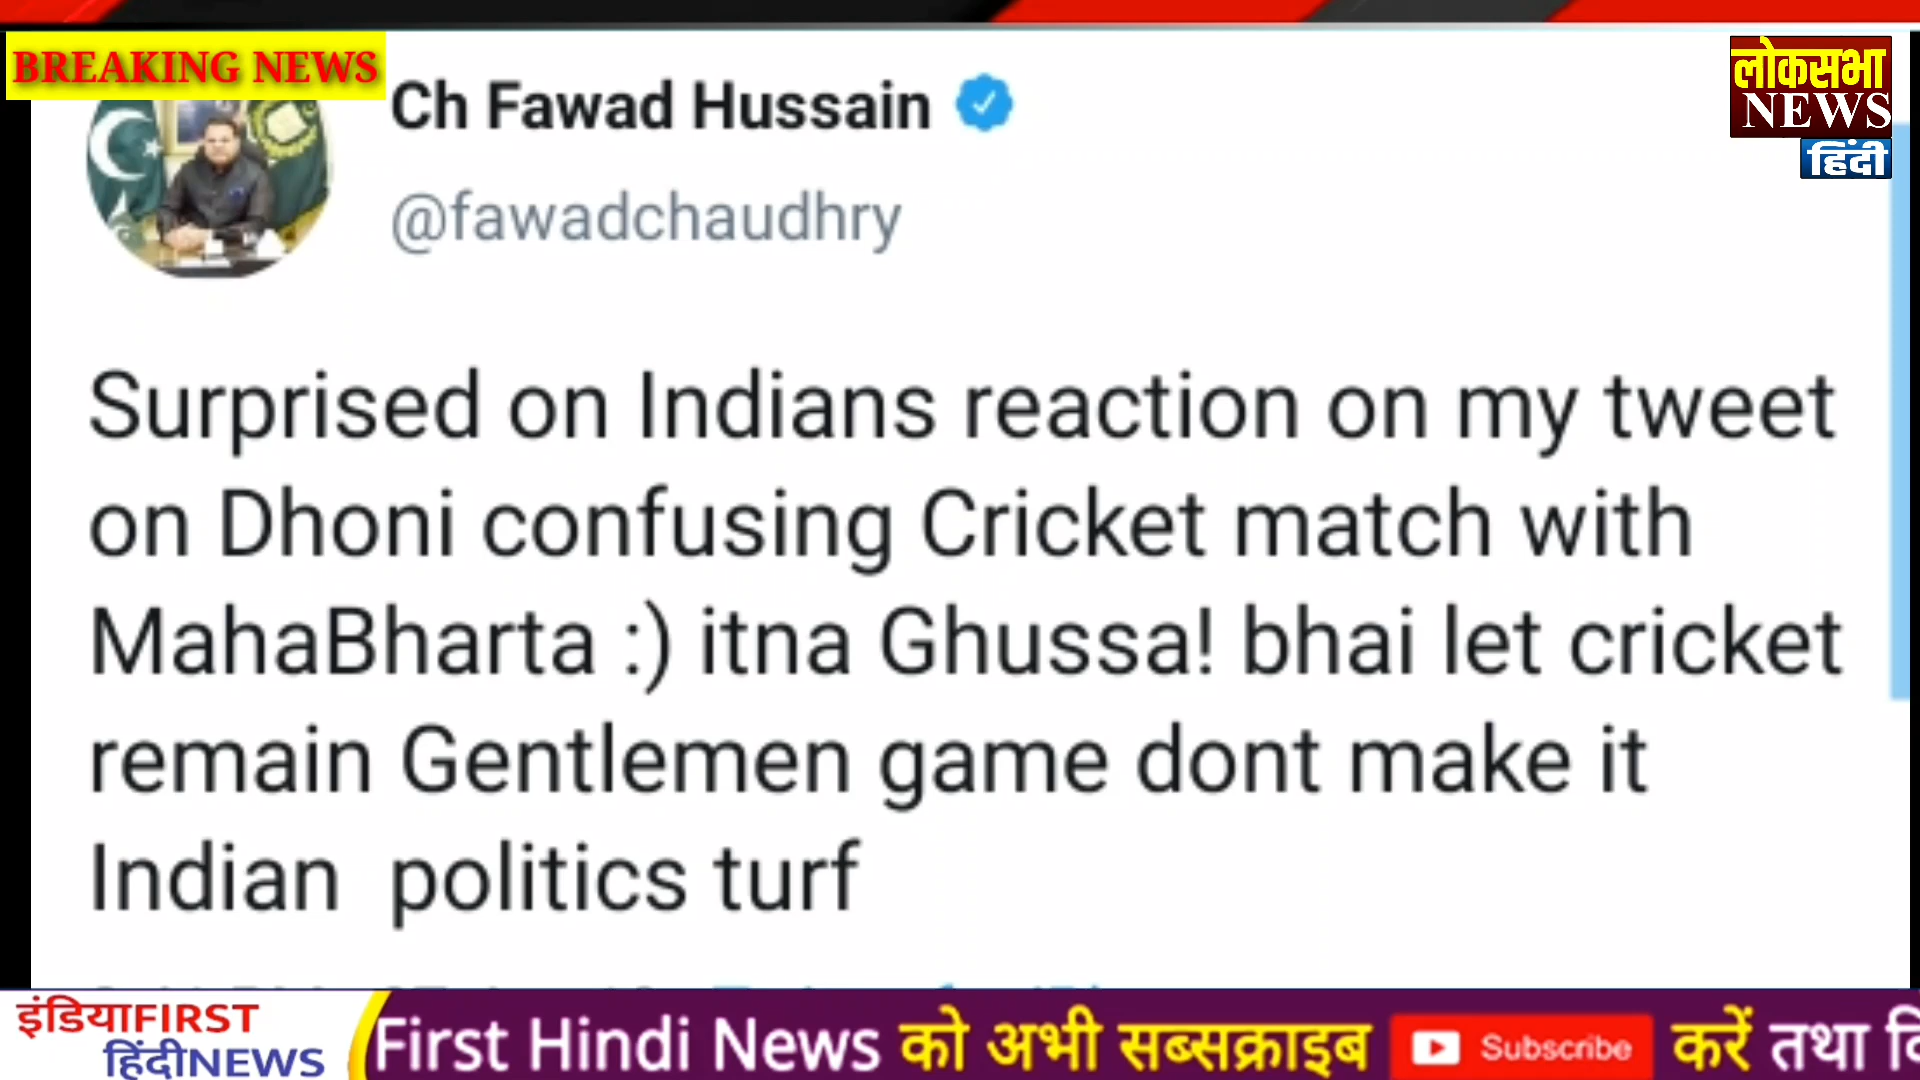 BREAKING NEWS
लोकसभा
NEWS
हिंदी
Ch Fawad Hussain
@fawadchaudhry
Surprised on Indians reaction on my tweet
on Dhoni confusing Cricket match with
MahaBharta :) itna Ghussa! bhai let cricket
remain Gentlemen game dont make it
Indian politics turf
इंडियाFIRST
हिंदीNEWS
First Hindi News को अभी सब्सक्राइब Subscribe करें तथा